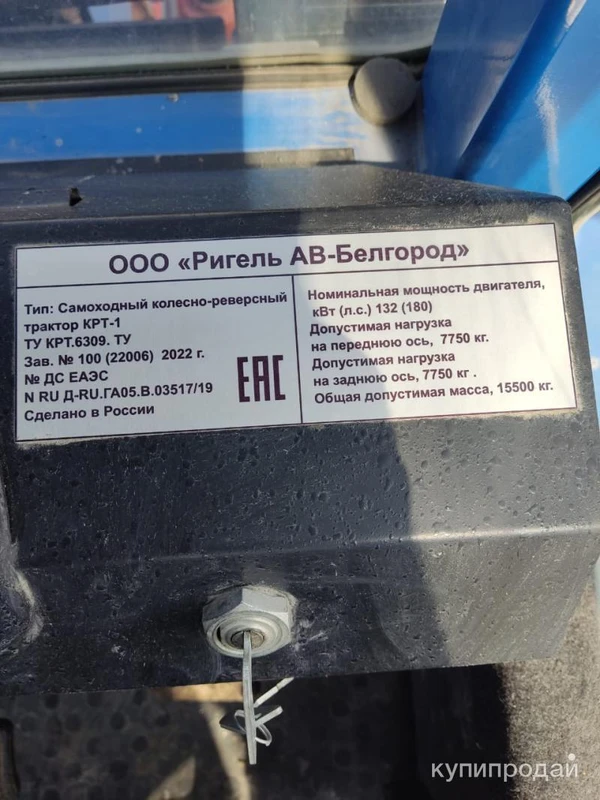 ООО «Ригель АВ-Белгород»
Тип: Самоходный колесно-реверсный
трактор КРТ-1
ТУ КРТ.6309. ТУ
Зав. № 100 (22006) 2022 г.
№ ДС ЕАЭС
N RU Д-RU.ГА05.В.03517/19
Сделано в России
ЕАС
Номинальная мощность двигателя,
кВт (л.с.) 132 (180)
Допустимая нагрузка
на переднюю ось, 7750 кг.
Допустимая нагрузка
на заднюю ось, 7750 кг .
Общая допустимая масса, 15500 кг.
купипродай